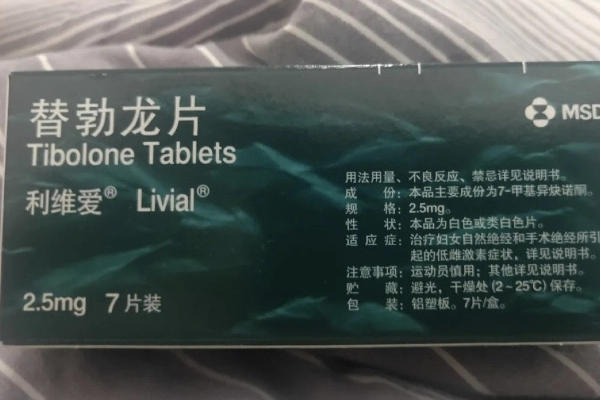 替勃龙片
Tibolone Tablets
利维爱® Livial®
2.5mg 7片装
MSD
用法用量、不良反应、禁忌详见说明书。
成 份：本品主要成份为7-甲基异炔诺酮。
规 格：2.5mg。
性 状：本品为白色或类白色片。
适 应 症：治疗妇女自然绝经和手术绝经所引
起的低雌激素症状，详见说明书。
注意事项：运动员慎用；其他详见说明书。
贮 藏：避光，干燥处（2～25℃）保存。
包 装：铝塑板。7片/盒。